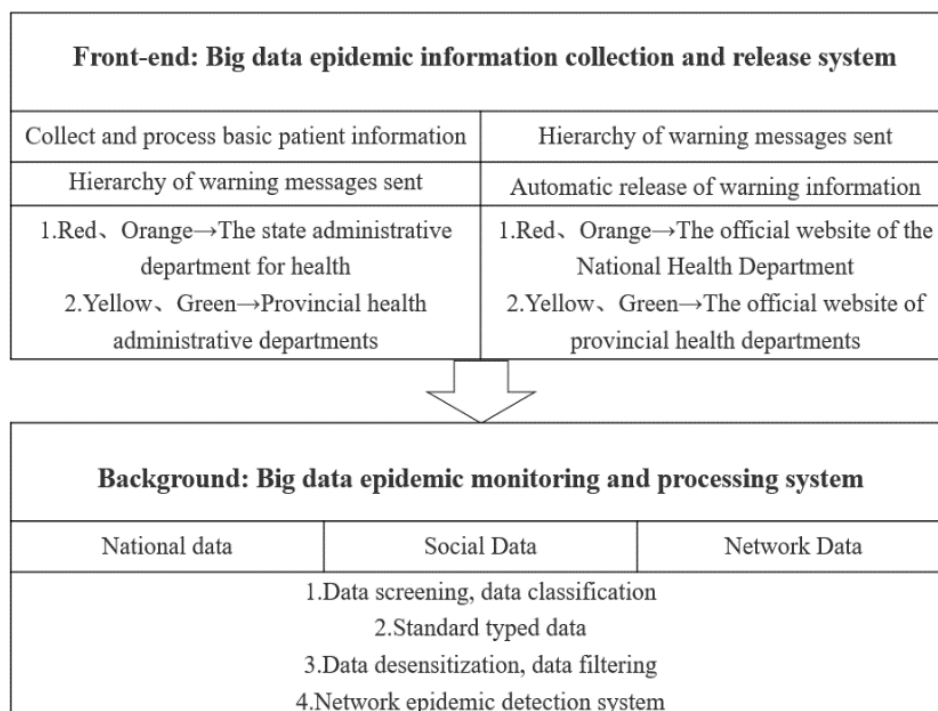 Front-end: Big data epidemic information collection and release system
Collect and process basic patient information
Hierarchy of warning messages sent
Hierarchy of warning messages sent
Automatic release of warning information
1.Red、Orange→The state administrative
department for health
2.Yellow、Green→Provincial health
administrative departments
1.Red、Orange→The official website of the
National Health Department
2.Yellow、Green→The official website of
provincial health departments
Background: Big data epidemic monitoring and processing system
National data
Social Data
Network Data
1.Data screening, data classification
2.Standard typed data
3.Data desensitization, data filtering
4.Network epidemic detection system